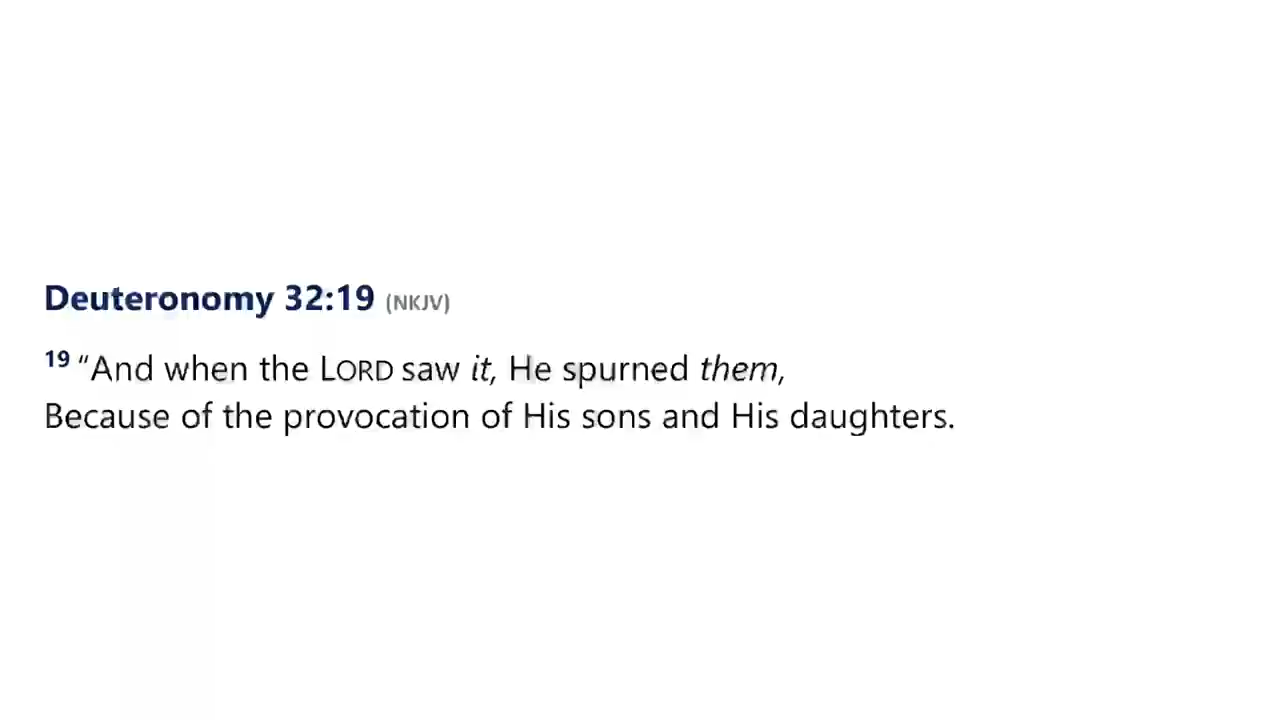 Deuteronomy 32:19 (NKJV)
19 “And when the LORD saw it, He spurned them,
Because of the provocation of His sons and His daughters.